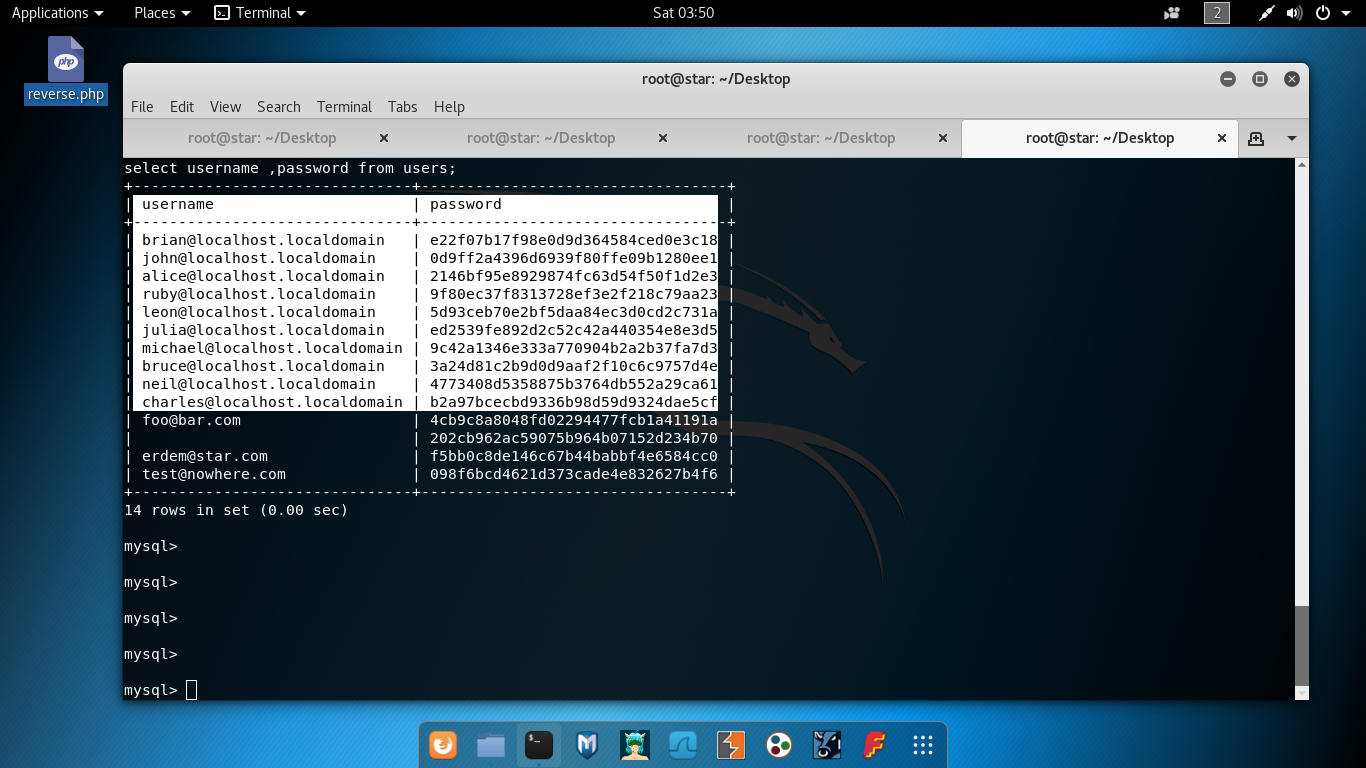 Applications Places Terminal Sat 03:50 2
php
reverse.php
root@star: ~/Desktop
File Edit View Search Terminal Tabs Help
root@star: ~/Desktop root@star: ~/Desktop root@star: ~/Desktop root@star: ~/Desktop
select username ,password from users;
+-------------------------------+----------------------------------+
| username                      | password                         |
+-------------------------------+----------------------------------+
| brian@localhost.localdomain   | e22f07b17f98e0d9d364584ced0e3c18 |
| john@localhost.localdomain    | 0d9ff2a4396d6939f80ffe09b1280ee1 |
| alice@localhost.localdomain   | 2146bf95e8929874fc63d54f50f1d2e3 |
| ruby@localhost.localdomain    | 9f80ec37f8313728ef3e2f218c79aa23 |
| leon@localhost.localdomain    | 5d93ceb70e2bf5daa84ec3d0cd2c731a |
| julia@localhost.localdomain   | ed2539fe892d2c52c42a440354e8e3d5 |
| michael@localhost.localdomain | 9c42a1346e333a770904b2a2b37fa7d3 |
| bruce@localhost.localdomain   | 3a24d81c2b9d0d9aaf2f10c6c9757d4e |
| neil@localhost.localdomain    | 4773408d5358875b3764db552a29ca61 |
| charles@localhost.localdomain | b2a97bcecbd9336b98d59d9324dae5cf |
| foo@bar.com                   | 4cb9c8a8048fd02294477fcb1a41191a |
|                               | 202cb962ac59075b964b07152d234b70 |
| erdem@star.com                | f5bb0c8de146c67b44babbf4e6584cc0 |
| test@nowhere.com              | 098f6bcd4621d373cade4e832627b4f6 |
+-------------------------------+----------------------------------+
14 rows in set (0.00 sec)
mysql>
mysql>
mysql>
mysql>
mysql>